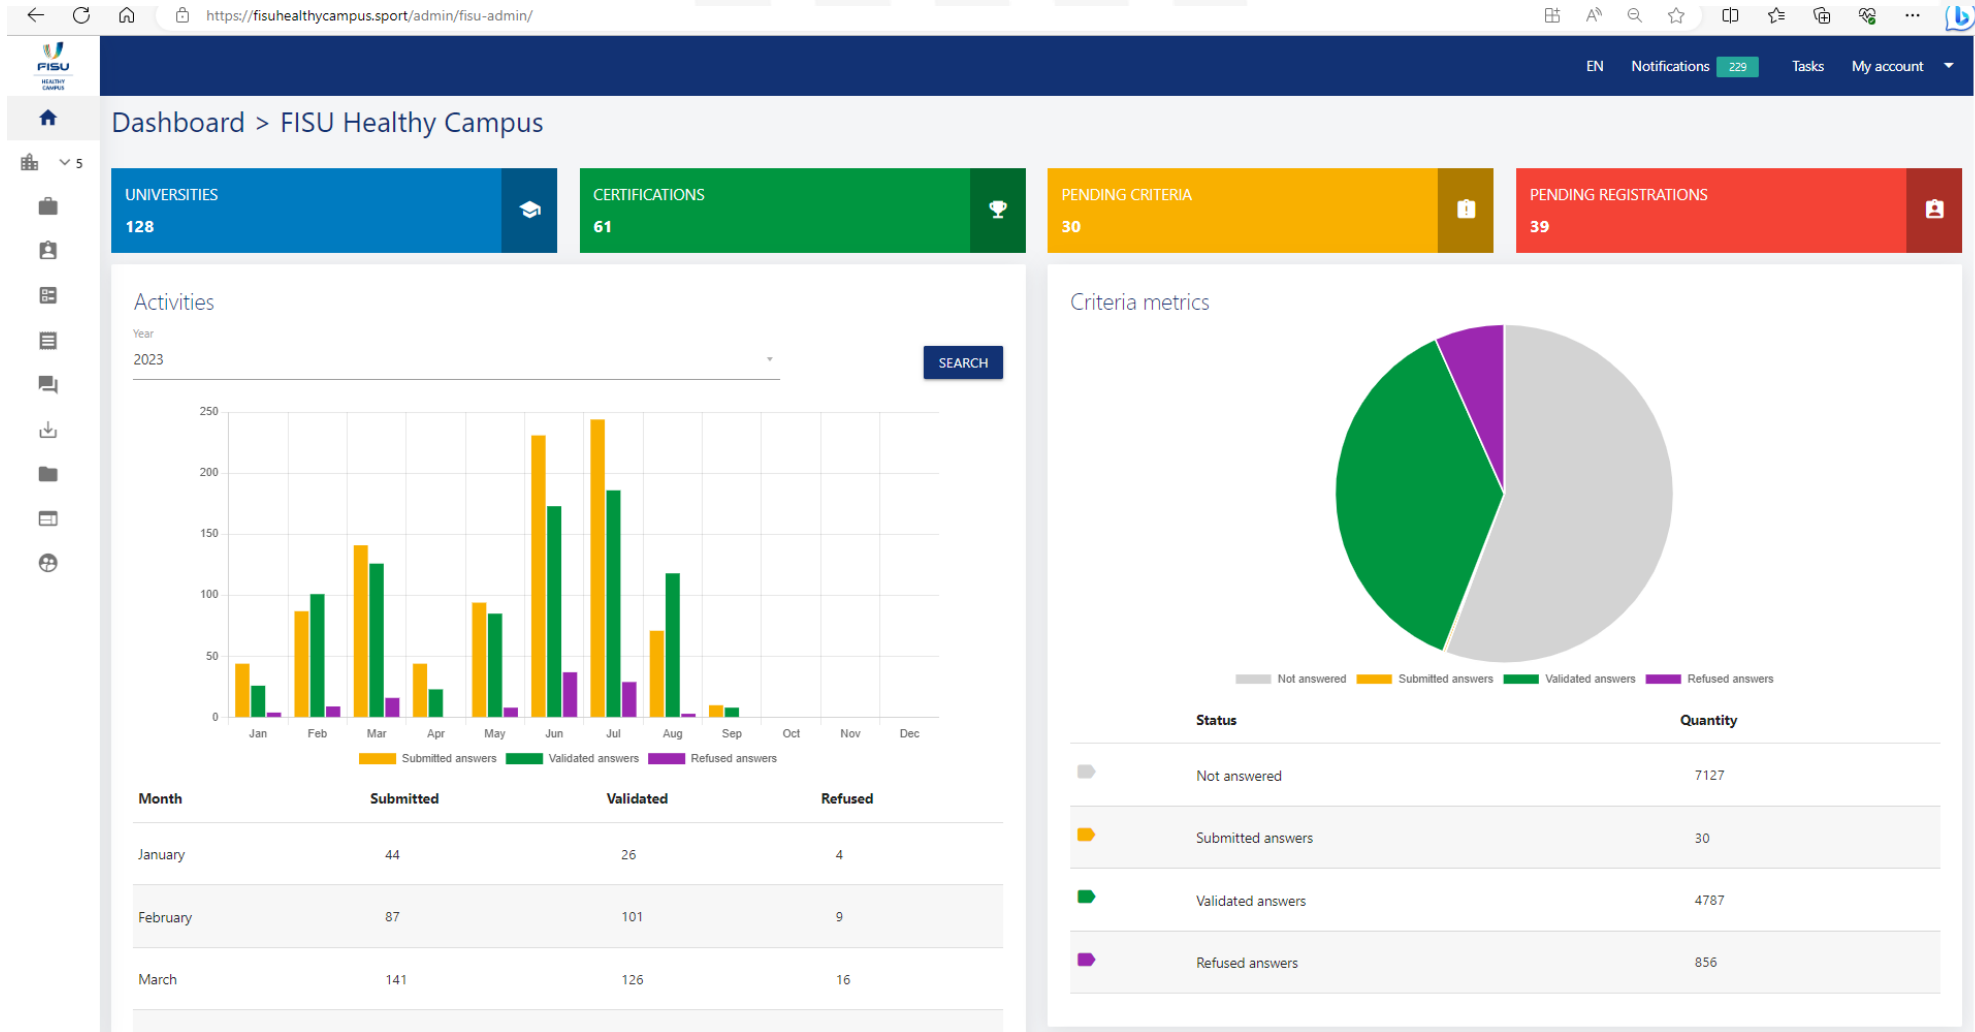 https://fisuhealthycampus.sport/admin/fisu-admin/
FISU
HEALTHY
CAMPUS
EN Notifications 229 Tasks My account
Dashboard > FISU Healthy Campus
5
UNIVERSITIES
128
CERTIFICATIONS
61
PENDING CRITERIA
30
PENDING REGISTRATIONS
39
Activities
Year
2023
SEARCH
250
200
150
100
50
0
Jan Feb Mar Apr May Jun Jul Aug Sep Oct Nov Dec
Submitted answers Validated answers Refused answers
Month Submitted Validated Refused
January 44 26 4
February 87 101 9
March 141 126 16
Criteria metrics
Not answered Submitted answers Validated answers Refused answers
Status Quantity
Not answered 7127
Submitted answers 30
Validated answers 4787
Refused answers 856